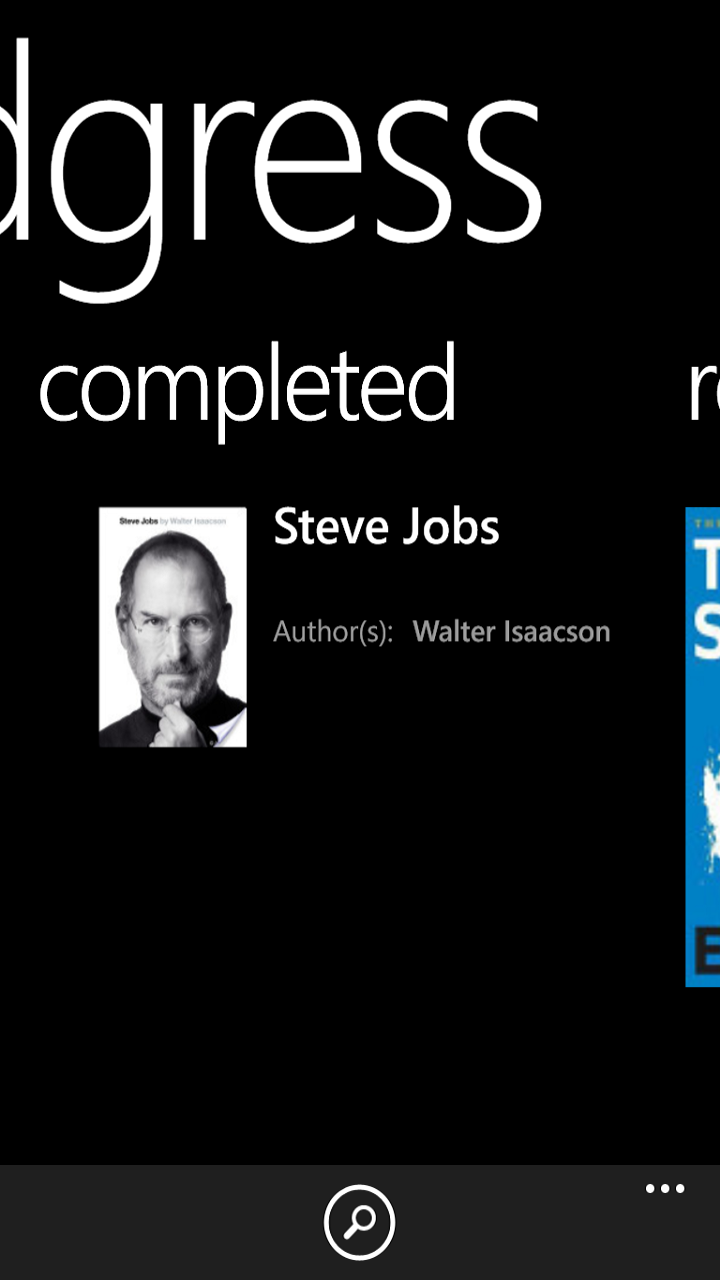 dgress
completed
Steve Jobs by Walter Isaacson
Steve Jobs
Author(s): Walter Isaacson
T
S
E